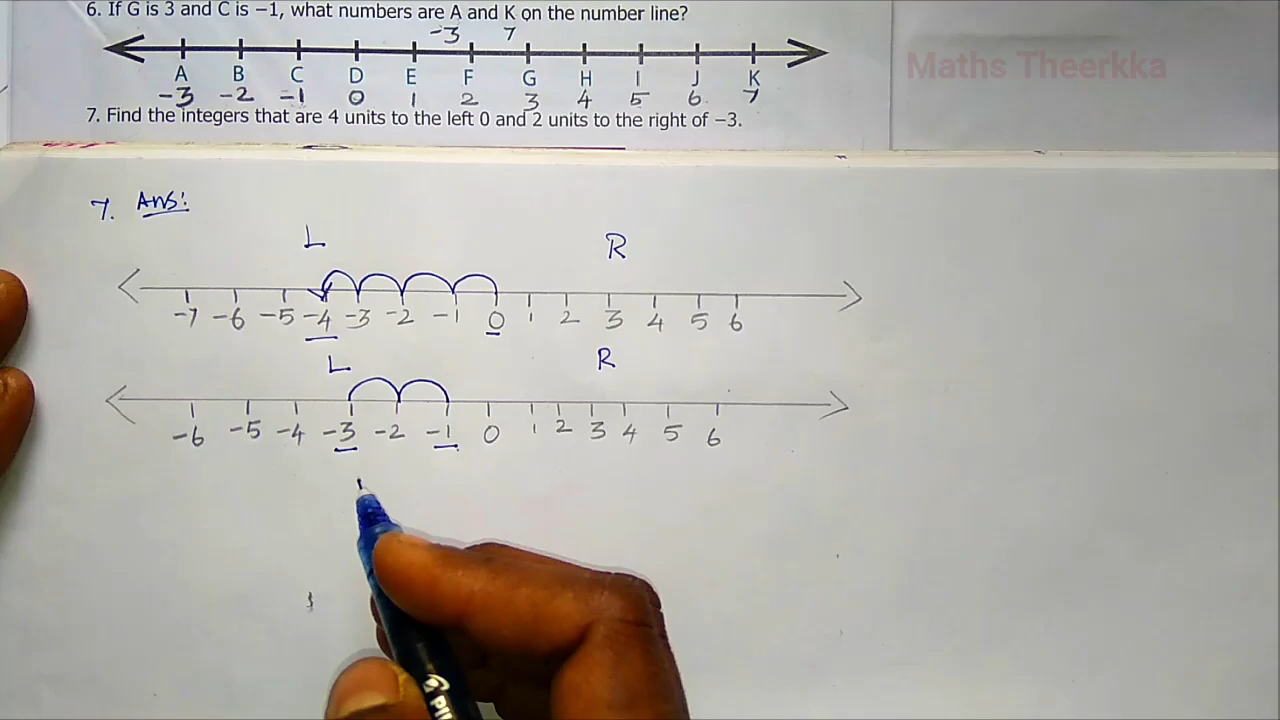 6. If G is 3 and C is −1, what numbers are A and K on the number line?
-3 7
A B C D E F G H I J K
-3 -2 -1 0 1 2 3 4 5 6 7
7. Find the integers that are 4 units to the left 0 and 2 units to the right of −3.
Maths Theerkka
7. Ans:
L R
-7 -6 -5 -4 -3 -2 -1 0 1 2 3 4 5 6
L R
-6 -5 -4 -3 -2 -1 0 1 2 3 4 5 6